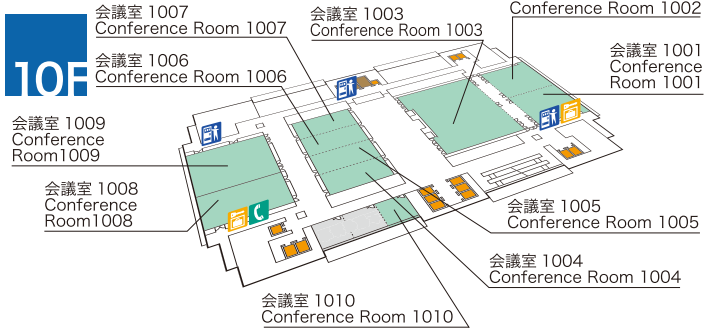 10F
会議室 1007
Conference Room 1007
会議室 1006
Conference Room 1006
会議室 1003
Conference Room 1003
Conference Room 1002
会議室 1001
Conference
Room 1001
会議室 1009
Conference
Room1009
会議室 1008
Conference
Room1008
会議室 1005
Conference Room 1005
会議室 1004
Conference Room 1004
会議室 1010
Conference Room 1010